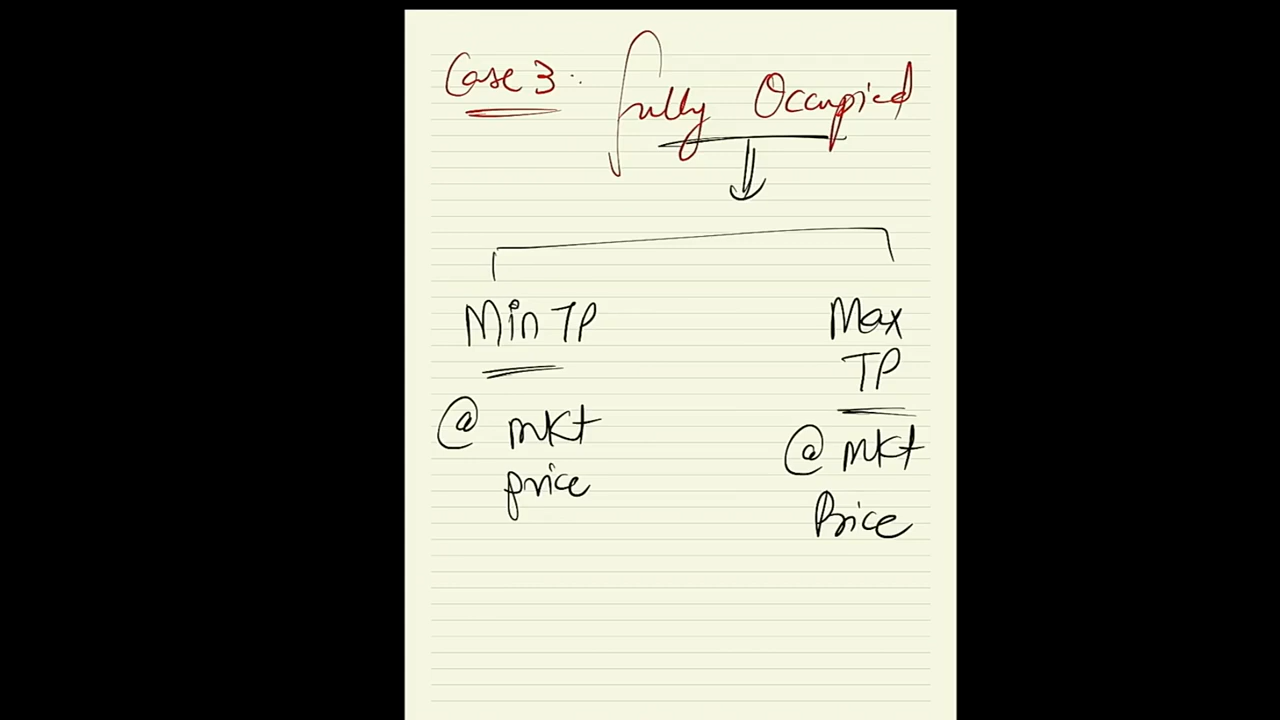 Case 3 : fully Occupied
Min TP
@ mkt
price
Max
TP
@ mkt
Price